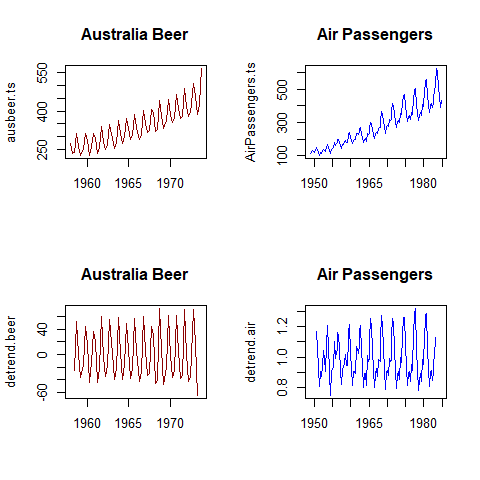 Australia Beer
ausbeer.ts
550
400
250
1960 1965 1970
Air Passengers
AirPassengers.ts
500
300
100
1950 1965 1980
Australia Beer
detrend.beer
40
0
-60
1960 1965 1970
Air Passengers
detrend.air
1.2
1.0
0.8
1950 1965 1980